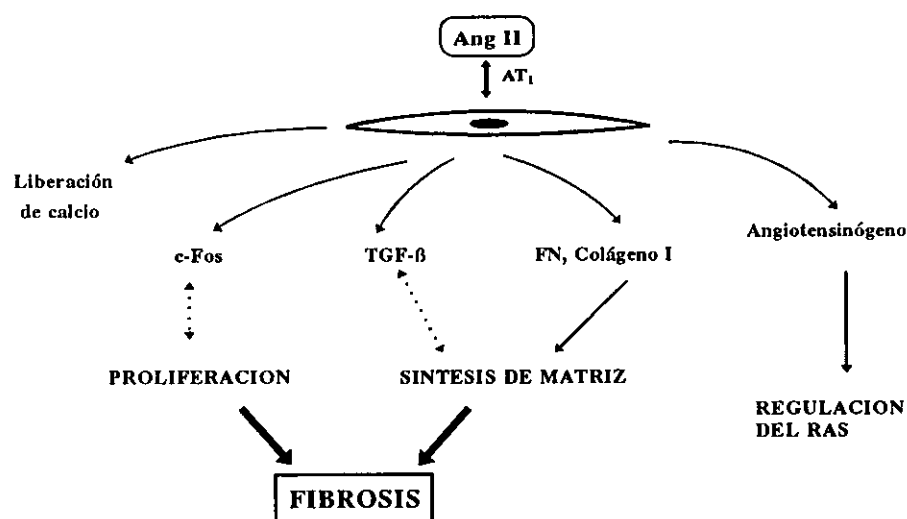 Ang II
AT₁
Liberación
de calcio
c-Fos
TGF-ß
FN, Colágeno I
Angiotensinógeno
PROLIFERACION
SINTESIS DE MATRIZ
REGULACION
DEL RAS
FIBROSIS